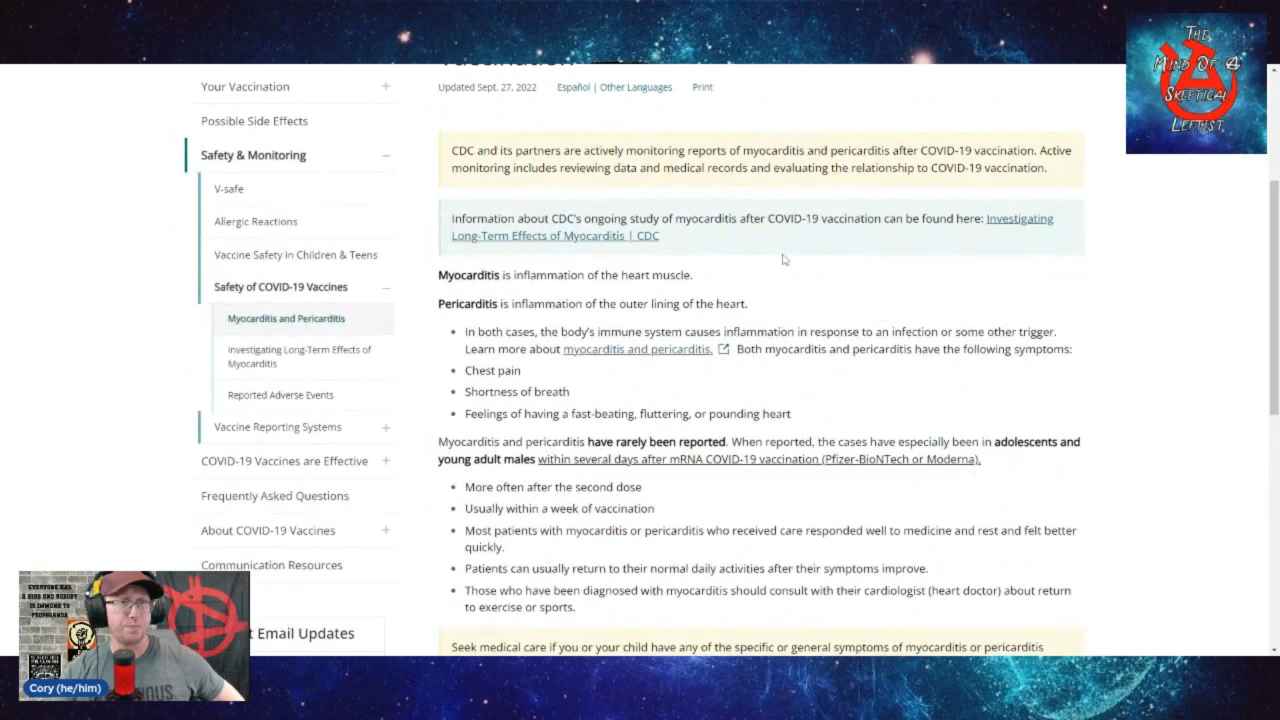 Updated Sept. 27, 2022 Español | Other Languages Print
CDC and its partners are actively monitoring reports of myocarditis and pericarditis after COVID-19 vaccination. Active
monitoring includes reviewing data and medical records and evaluating the relationship to COVID-19 vaccination.
Information about CDC's ongoing study of myocarditis after COVID-19 vaccination can be found here: Investigating
Long-Term Effects of Myocarditis | CDC
Myocarditis is inflammation of the heart muscle.
Pericarditis is inflammation of the outer lining of the heart.
In both cases, the body's immune system causes inflammation in response to an infection or some other trigger.
Learn more about myocarditis and pericarditis. Both myocarditis and pericarditis have the following symptoms:
Chest pain
Shortness of breath
Feelings of having a fast-beating, fluttering, or pounding heart
Myocarditis and pericarditis have rarely been reported. When reported, the cases have especially been in adolescents and
young adult males within several days after mRNA COVID-19 vaccination (Pfizer-BioNTech or Moderna).
More often after the second dose
Usually within a week of vaccination
Most patients with myocarditis or pericarditis who received care responded well to medicine and rest and felt better
quickly.
Patients can usually return to their normal daily activities after their symptoms improve.
Those who have been diagnosed with myocarditis should consult with their cardiologist (heart doctor) about return
to exercise or sports.
Seek medical care if you or your child have any of the specific or general symptoms of myocarditis or pericarditis
Your Vaccination
Possible Side Effects
Safety & Monitoring
V-safe
Allergic Reactions
Vaccine Safety in Children & Teens
Safety of COVID-19 Vaccines
Myocarditis and Pericarditis
Investigating Long-Term Effects of
Myocarditis
Reported Adverse Events
Vaccine Reporting Systems
COVID-19 Vaccines are Effective
Frequently Asked Questions
About COVID-19 Vaccines
Communication Resources
Email Updates
THE
MIND OF A
SKEPTICAL
LEFTIST
EVERYONE HAS
A BIAS AND NOBODY
IS IMMUNE TO
PROPAGANDA
Cory (he/him)